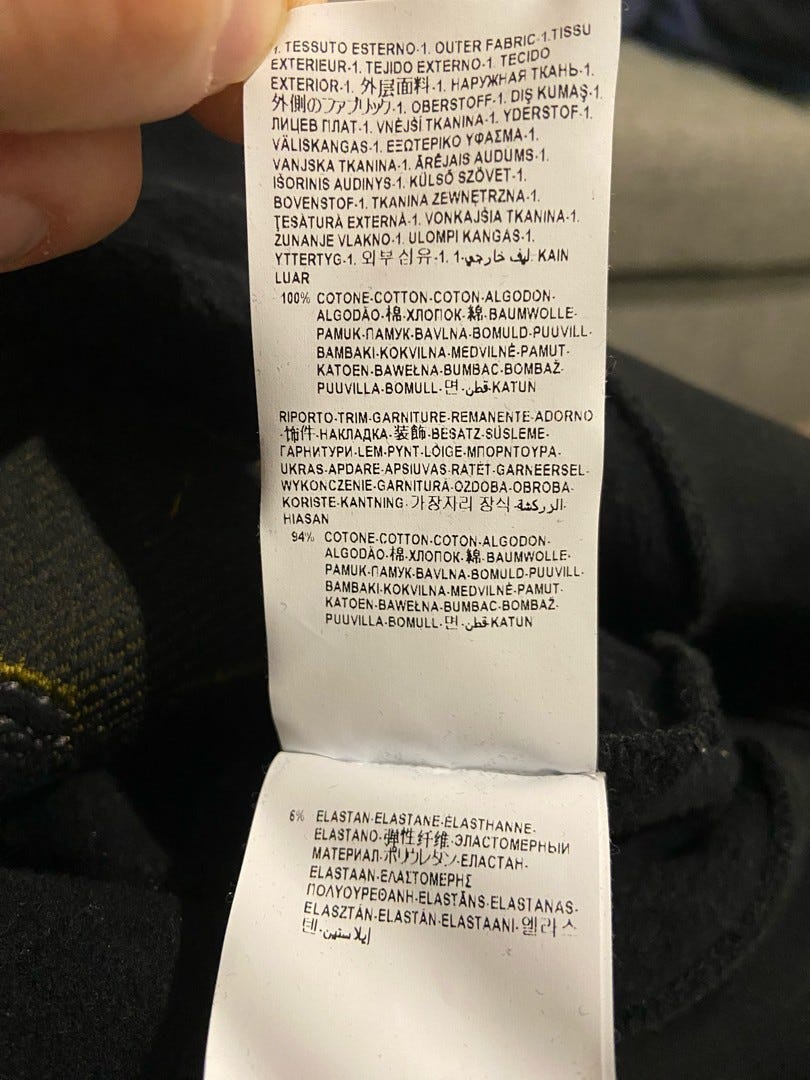 1. TESSUTO ESTERNO-1. OUTER FABRIC-1.TISSU
EXTERIEUR-1. TEJIDO EXTERNO-1. TECIDO
EXTERIOR-1. 外层面料-1. НАРУЖНАЯ ТКАНЬ-1.
外側のファブリック-1. OBERSTOFF-1. DIŞ KUMAŞ-1.
ЛИЦЕВ ПЛАТ-1. VNĚJŠÍ TKANINA-1. YDERSTOF-1.
VÄLISKANGAS-1. ΕΞΩΤΕΡΙΚΟ ΥΦΑΣΜΑ-1.
VANJSKA TKANINA-1. ĀRĒJAIS AUDUMS-1.
IŠORINIS AUDINYS-1. KÜLSŐ SZÖVET-1.
BOVENSTOF-1. TKANINA ZEWNĘTRZNA-1.
ŢESĂTURĂ EXTERNĂ-1. VONKAJŠIA TKANINA-1.
ZUNANJE VLAKNO-1. ULOMPI KANGAS-1.
YTTERTYG-1. 외부 섬유-1. ليف خارجي-1. 1 KAIN
LUAR
100% COTONE-COTTON-COTON-ALGODON-
ALGODÃO-棉-ХЛОПОК-綿-BAUMWOLLE-
PAMUK-ПАМУК-BAVLNA-BOMULD-PUUVILL-
BAMBAKI-KOKVILNA-MEDVILNĖ-PAMUT-
KATOEN-BAWEŁNA-BUMBAC-BOMBAŽ-
PUUVILLA-BOMULL-면-قطن-KATUN
RIPORTO-TRIM-GARNITURE-REMANENTE-ADORNO
-饰件-НАКЛАДКА-装飾-BESATZ-SÜSLEME-
ГАРНИТУРИ-LEM-PYNT-LÕIGE-ΜΠΟΡΝΤΟΥΡΑ-
UKRAS-APDARE-APSIUVAS-RATÉT-GARNEERSEL-
WYKOŃCZENIE-GARNITURĂ-OZDOBA-OBROBA-
KORISTE-KANTNING-가장자리 장식-الزركشة-
HIASAN
94% COTONE-COTTON-COTON-ALGODON-
ALGODÃO-棉-ХЛОПОК-綿-BAUMWOLLE-
PAMUK-ПАМУК-BAVLNA-BOMULD-PUUVILL-
BAMBAKI-KOKVILNA-MEDVILNĖ-PAMUT-
KATOEN-BAWEŁNA-BUMBAC-BOMBAŽ-
PUUVILLA-BOMULL-면-قطن-KATUN
6% ELASTAN-ELASTANE-ÉLASTHANNE-
ELASTANO-弹性纤维-ЭЛАСТОМЕРНЫЙ
МАТЕРИАЛ-ポリウレタン-ЕЛАСТАН-
ELASTAAN-ΕΛΑΣΤΟΜΕΡΗΣ
ΠΟΛΥΟΥΡΕΘΑΝΗ-ELASTĀNS-ELASTANAS-
ELASZTÁN-ELASTĂN-ELASTAANI-엘라스
텐-إيلاستين